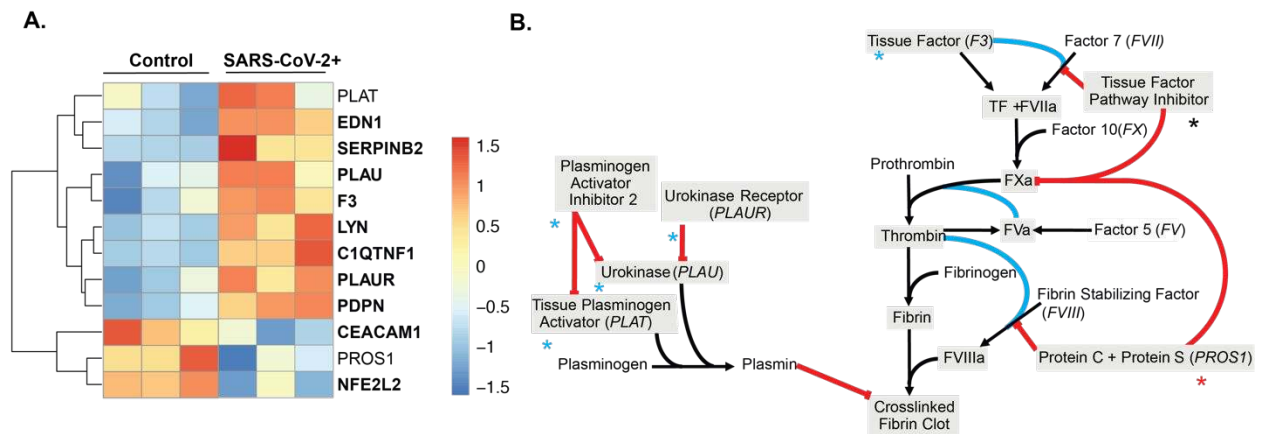 A.
Control
SARS-CoV-2+
PLAT
EDN1
SERPINB2
PLAU
F3
LYN
C1QTNF1
PLAUR
PDPN
CEACAM1
PROS1
NFE2L2
1.5
1
0.5
0
−0.5
−1
−1.5
B.
Tissue Factor (F3)
*
Factor 7 (FVII)
Tissue Factor
Pathway Inhibitor
*
TF +FVIIa
Factor 10(FX)
Prothrombin
FXa
Plasminogen
Activator
Inhibitor 2
*
Urokinase Receptor
(PLAUR)
*
Thrombin
FVa
Factor 5 (FV)
Urokinase (PLAU)
*
Fibrinogen
Tissue Plasminogen
Activator (PLAT)
*
Fibrin Stabilizing Factor
(FVIII)
Fibrin
Plasminogen
Plasmin
FVIIIa
Protein C + Protein S (PROS1)
*
Crosslinked
Fibrin Clot